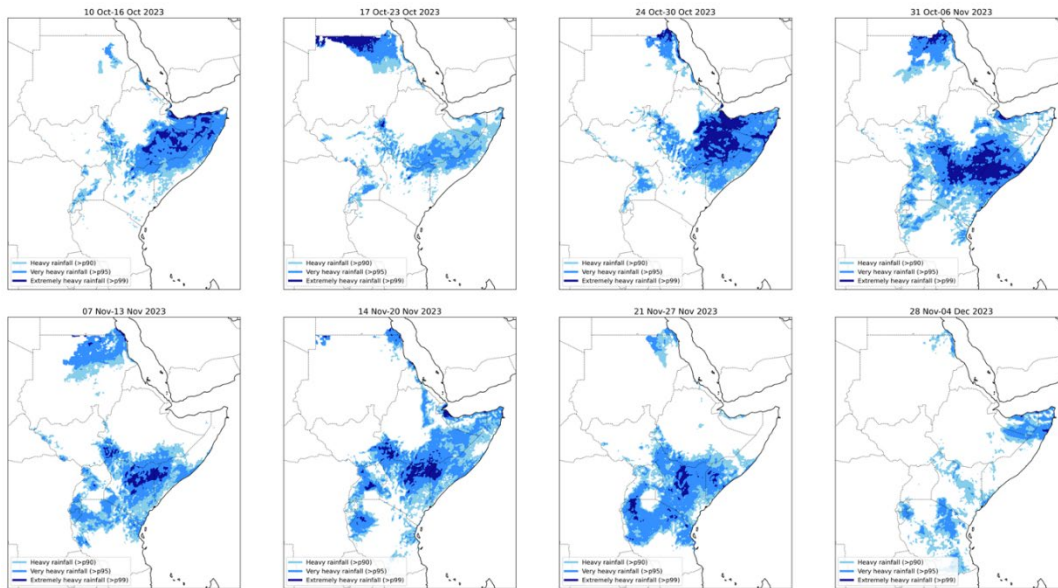 10 Oct-16 Oct 2023
Heavy rainfall (>p90)
Very heavy rainfall (>p95)
Extremely heavy rainfall (>p99)
17 Oct-23 Oct 2023
Heavy rainfall (>p90)
Very heavy rainfall (>p95)
Extremely heavy rainfall (>p99)
24 Oct-30 Oct 2023
Heavy rainfall (>p90)
Very heavy rainfall (>p95)
Extremely heavy rainfall (>p99)
31 Oct-06 Nov 2023
Heavy rainfall (>p90)
Very heavy rainfall (>p95)
Extremely heavy rainfall (>p99)
07 Nov-13 Nov 2023
Heavy rainfall (>p90)
Very heavy rainfall (>p95)
Extremely heavy rainfall (>p99)
14 Nov-20 Nov 2023
Heavy rainfall (>p90)
Very heavy rainfall (>p95)
Extremely heavy rainfall (>p99)
21 Nov-27 Nov 2023
Heavy rainfall (>p90)
Very heavy rainfall (>p95)
Extremely heavy rainfall (>p99)
28 Nov-04 Dec 2023
Heavy rainfall (>p90)
Very heavy rainfall (>p95)
Extremely heavy rainfall (>p99)